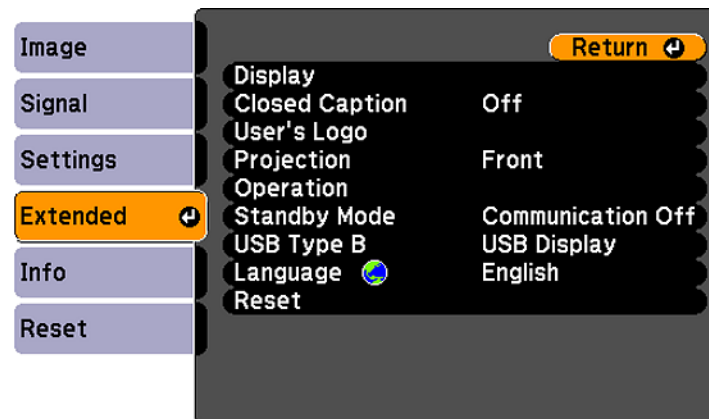 Image
Signal
Settings
Extended
Info
Reset
Return
Display
Closed Caption Off
User's Logo
Projection Front
Operation
Standby Mode Communication Off
USB Type B USB Display
Language English
Reset